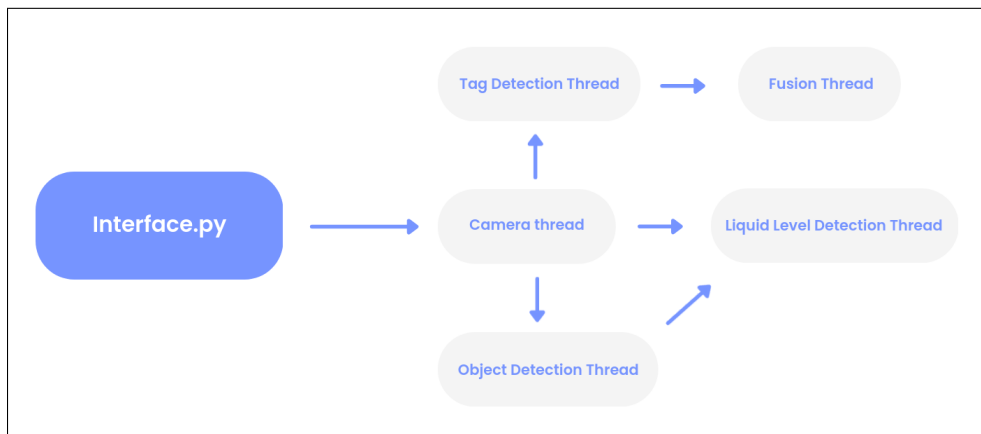 Tag Detection Thread
Fusion Thread
Interface.py
Camera thread
Liquid Level Detection Thread
Object Detection Thread